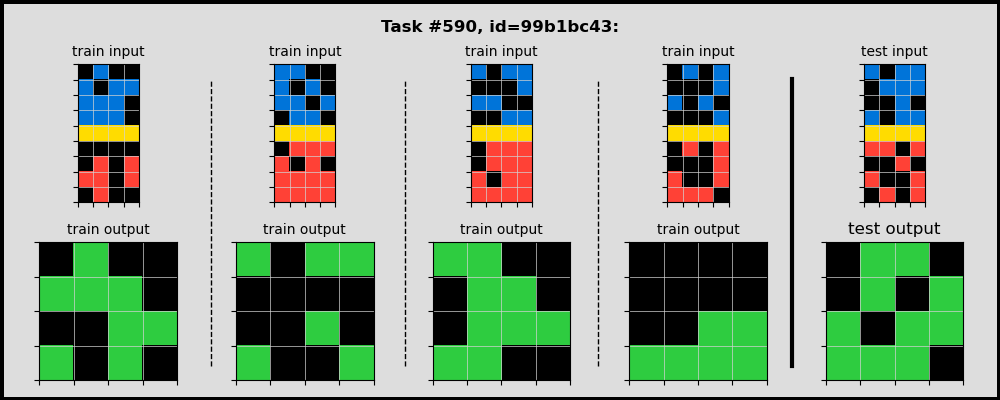 Task #590, id=99b1bc43:
train input train input train input train input test input
train output train output train output train output test output